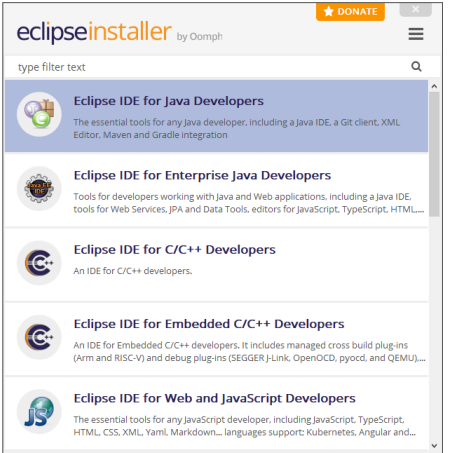 DONATE
eclipseinstaller by Oomph
type filter text
Eclipse IDE for Java Developers
The essential tools for any Java developer, including a Java IDE, a Git client, XML
Editor, Maven and Gradle integration
Java EE
IDE
Eclipse IDE for Enterprise Java Developers
Tools for developers working with Java and Web applications, including a Java IDE,
tools for Web Services, JPA and Data Tools, editors for JavaScript, TypeScript, HTML,...
C++
Eclipse IDE for C/C++ Developers
An IDE for C/C++ developers.
C++
Eclipse IDE for Embedded C/C++ Developers
An IDE for Embedded C/C++ developers. It includes managed cross build plug-ins
(Arm and RISC-V) and debug plug-ins (SEGGER J-Link, OpenOCD, pyocd, and QEMU),...
JS
Eclipse IDE for Web and JavaScript Developers
The essential tools for any JavaScript developer, including JavaScript, TypeScript,
HTML, CSS, XML, Yaml, Markdown... languages support; Kubernetes, Angular and...